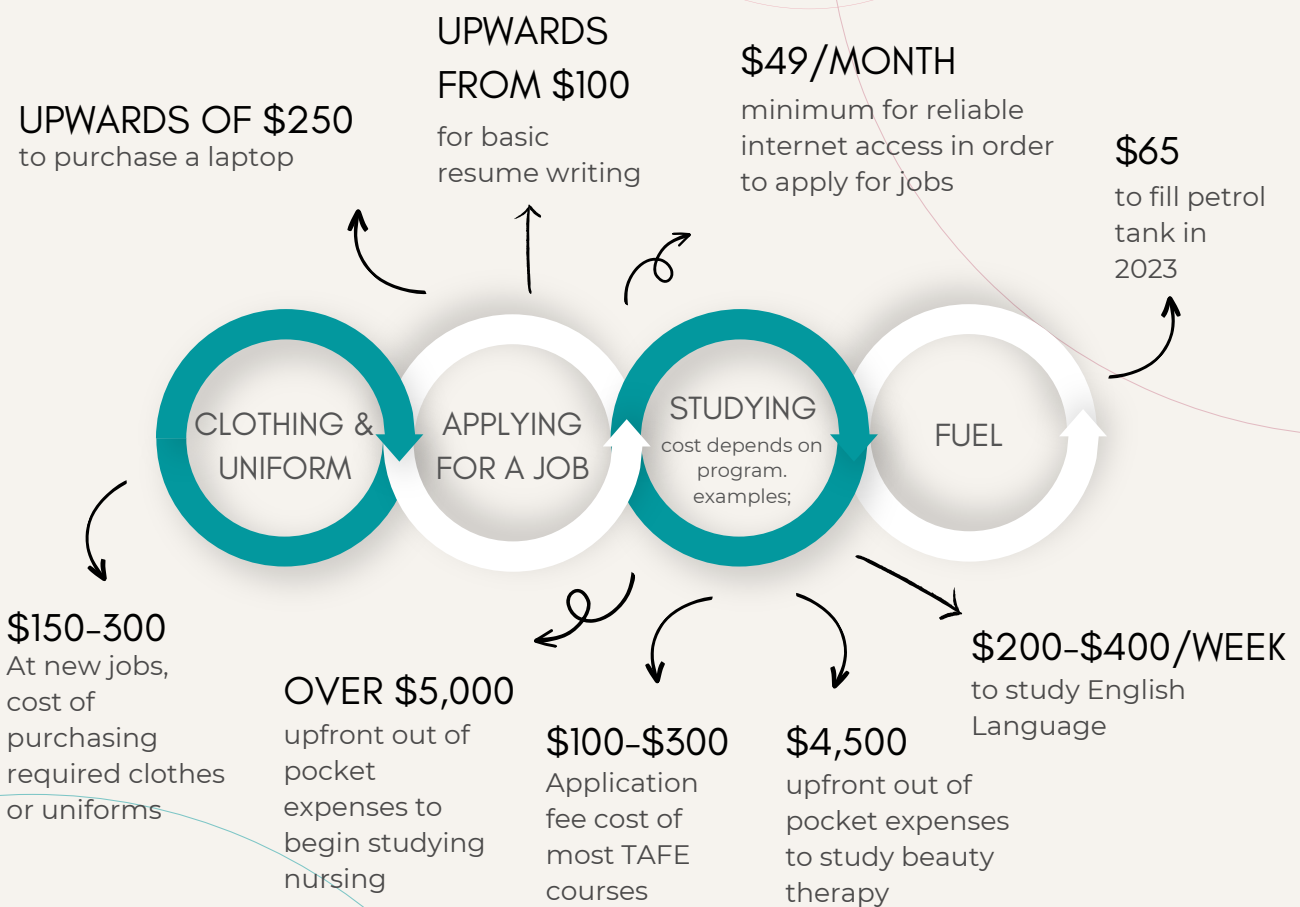 UPWARDS OF $250
to purchase a laptop
UPWARDS
FROM $100
for basic
resume writing
$49/MONTH
minimum for reliable
internet access in order
to apply for jobs
$65
to fill petrol
tank in
2023
CLOTHING &
UNIFORM
APPLYING
FOR A JOB
STUDYING
cost depends on
program.
examples;
FUEL
$150-300
At new jobs,
cost of
purchasing
required clothes
or uniforms
OVER $5,000
upfront out of
pocket
expenses to
begin studying
nursing
$100-$300
Application
fee cost of
most TAFE
courses
$4,500
upfront out of
pocket expenses
to study beauty
therapy
$200-$400/WEEK
to study English
Language